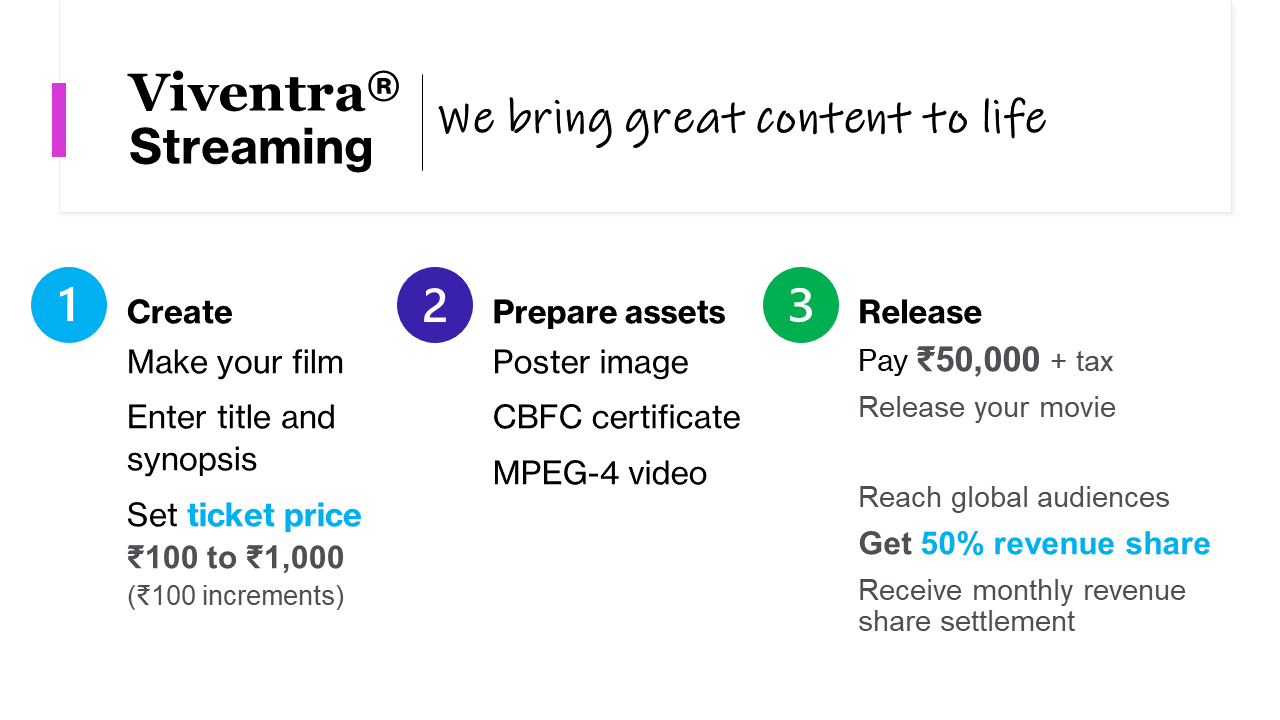 Viventra®
Streaming
We bring great content to life
1
Create
Make your film
Enter title and
synopsis
Set ticket price
₹100 to ₹1,000
(₹100 increments)
2
Prepare assets
Poster image
CBFC certificate
MPEG-4 video
3
Release
Pay ₹50,000 + tax
Release your movie
Reach global audiences
Get 50% revenue share
Receive monthly revenue
share settlement